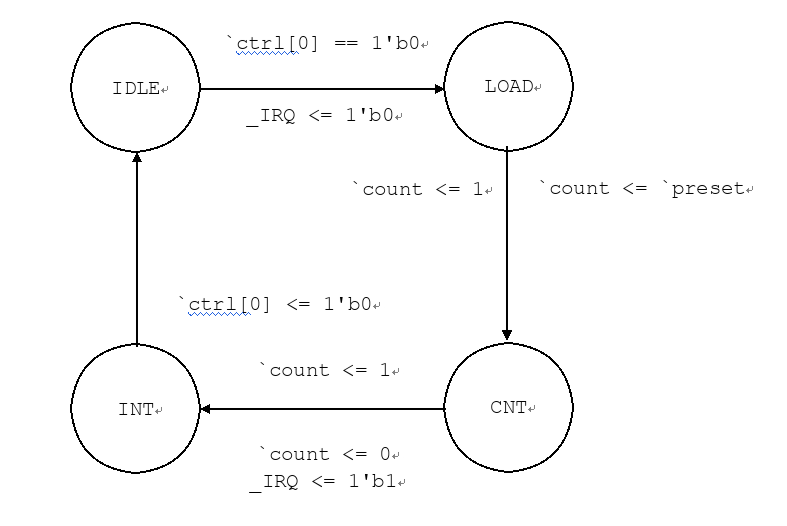 `ctrl[0] == 1'b0
IDLE
LOAD
_IRQ <= 1'b0
`count <= 1
`count <= `preset
`ctrl[0] <= 1'b0
`count <= 1
INT
CNT
`count <= 0
_IRQ <= 1'b1